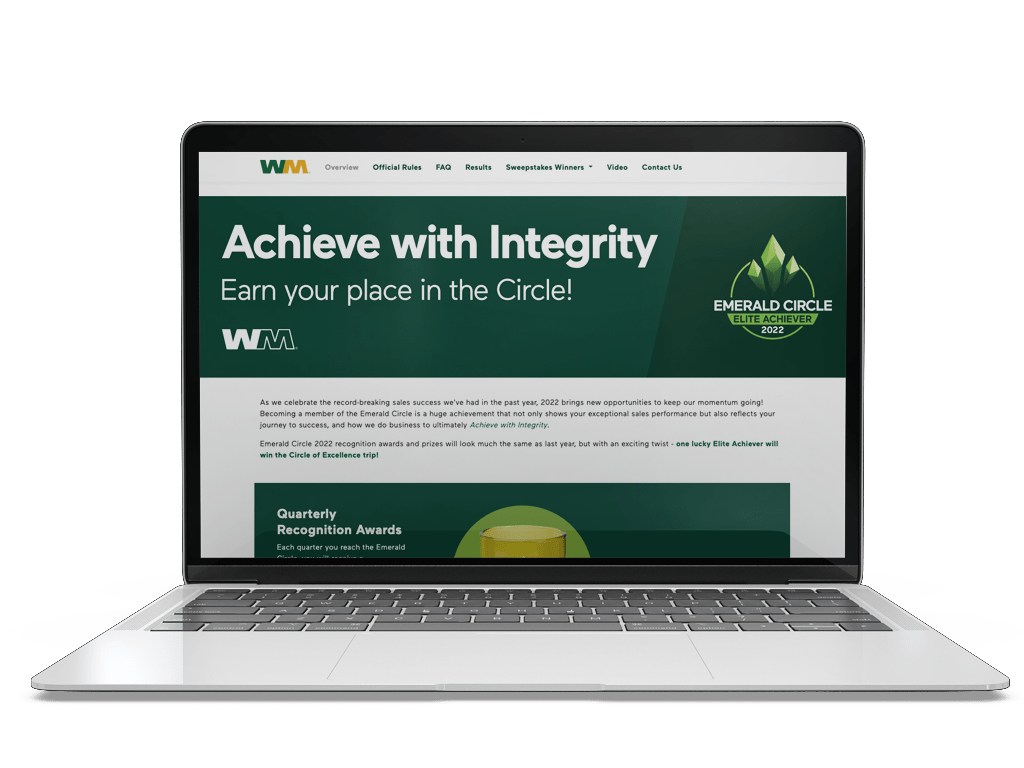 WM Overview Official Rules FAQ Results Sweepstakes Winners Video Contact Us
Achieve with Integrity
Earn your place in the Circle!
WM
EMERALD CIRCLE
ELITE ACHIEVER
2022
As we celebrate the record-breaking sales success we've had in the past year, 2022 brings new opportunities to keep our momentum going!
Becoming a member of the Emerald Circle is a huge achievement that not only shows your exceptional sales performance but also reflects your
journey to success, and how we do business to ultimately Achieve with Integrity.
Emerald Circle 2022 recognition awards and prizes will look much the same as last year, but with an exciting twist - one lucky Elite Achiever will
win the Circle of Excellence trip!
Quarterly
Recognition Awards
Each quarter you reach the Emerald